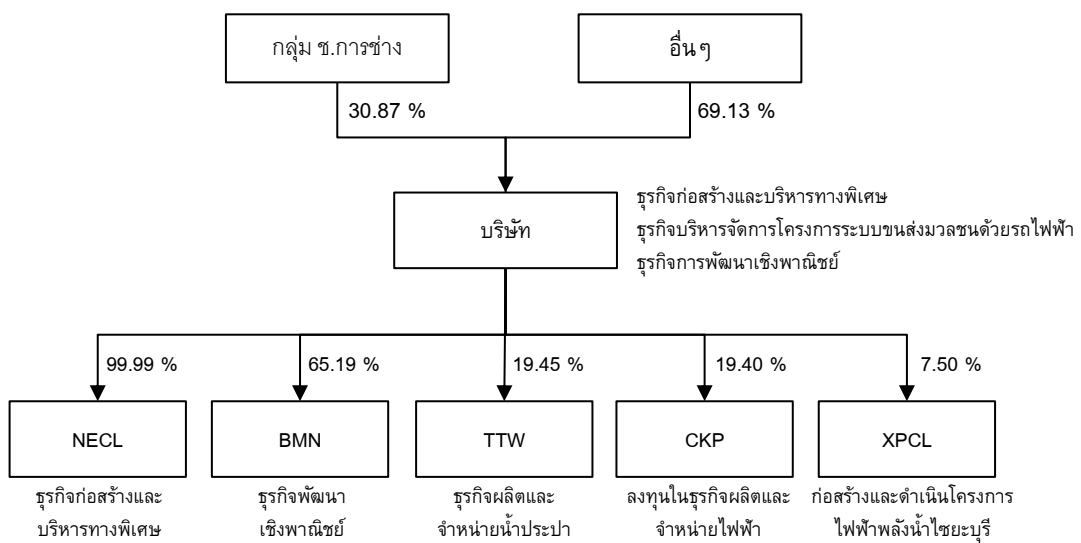 กลุ่ม ช.การช่าง
อื่น ๆ
30.87 %
69.13 %
บริษัท
ธุรกิจก่อสร้างและบริหารทางพิเศษ
ธุรกิจบริหารจัดการโครงการระบบขนส่งมวลชนด้วยรถไฟฟ้า
ธุรกิจการพัฒนาเชิงพาณิชย์
99.99 %
65.19 %
19.45 %
19.40 %
7.50 %
NECL
BMN
TTW
CKP
XPCL
ธุรกิจก่อสร้างและ
บริหารทางพิเศษ
ธุรกิจพัฒนา
เชิงพาณิชย์
ธุรกิจผลิตและ
จำหน่ายน้ำประปา
ลงทุนในธุรกิจผลิตและ
จำหน่ายไฟฟ้า
ก่อสร้างและดำเนินโครงการ
ไฟฟ้าพลังน้ำไซยะบุรี